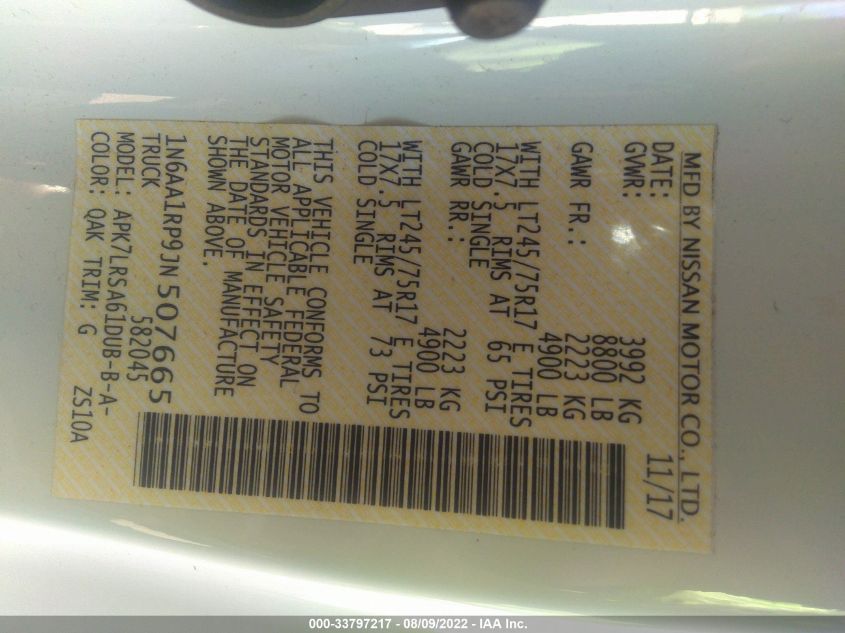 MFD BY NISSAN MOTOR CO., LTD.
DATE: 11/17
GVWR: 3992 KG
8800 LB
GAWR FR.: 2223 KG
4900 LB
WITH LT245/75R17 E TIRES
17X7.5 RIMS AT 65 PSI
COLD SINGLE
GAWR RR.: 2223 KG
4900 LB
WITH LT245/75R17 E TIRES
17X7.5 RIMS AT 73 PSI
COLD SINGLE
THIS VEHICLE CONFORMS TO
ALL APPLICABLE FEDERAL
MOTOR VEHICLE SAFETY
STANDARDS IN EFFECT ON
THE DATE OF MANUFACTURE
SHOWN ABOVE.
1N6AA1RP9JN507665
TRUCK 582045
MODEL: APK7LRSA61DUB-B-A-
COLOR: QAK TRIM: G ZS10A
000-33797217 - 08/09/2022 - IAA Inc.